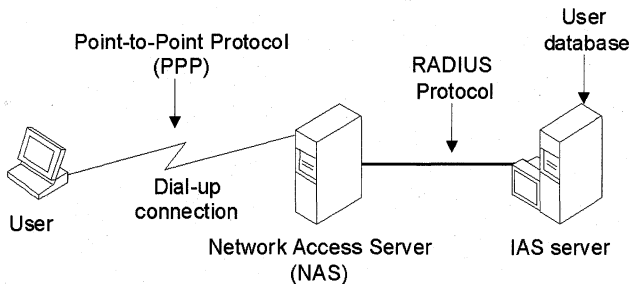 User
database
Point-to-Point Protocol
(PPP)
RADIUS
Protocol
Dial-up
connection
User
Network Access Server
(NAS)
IAS server